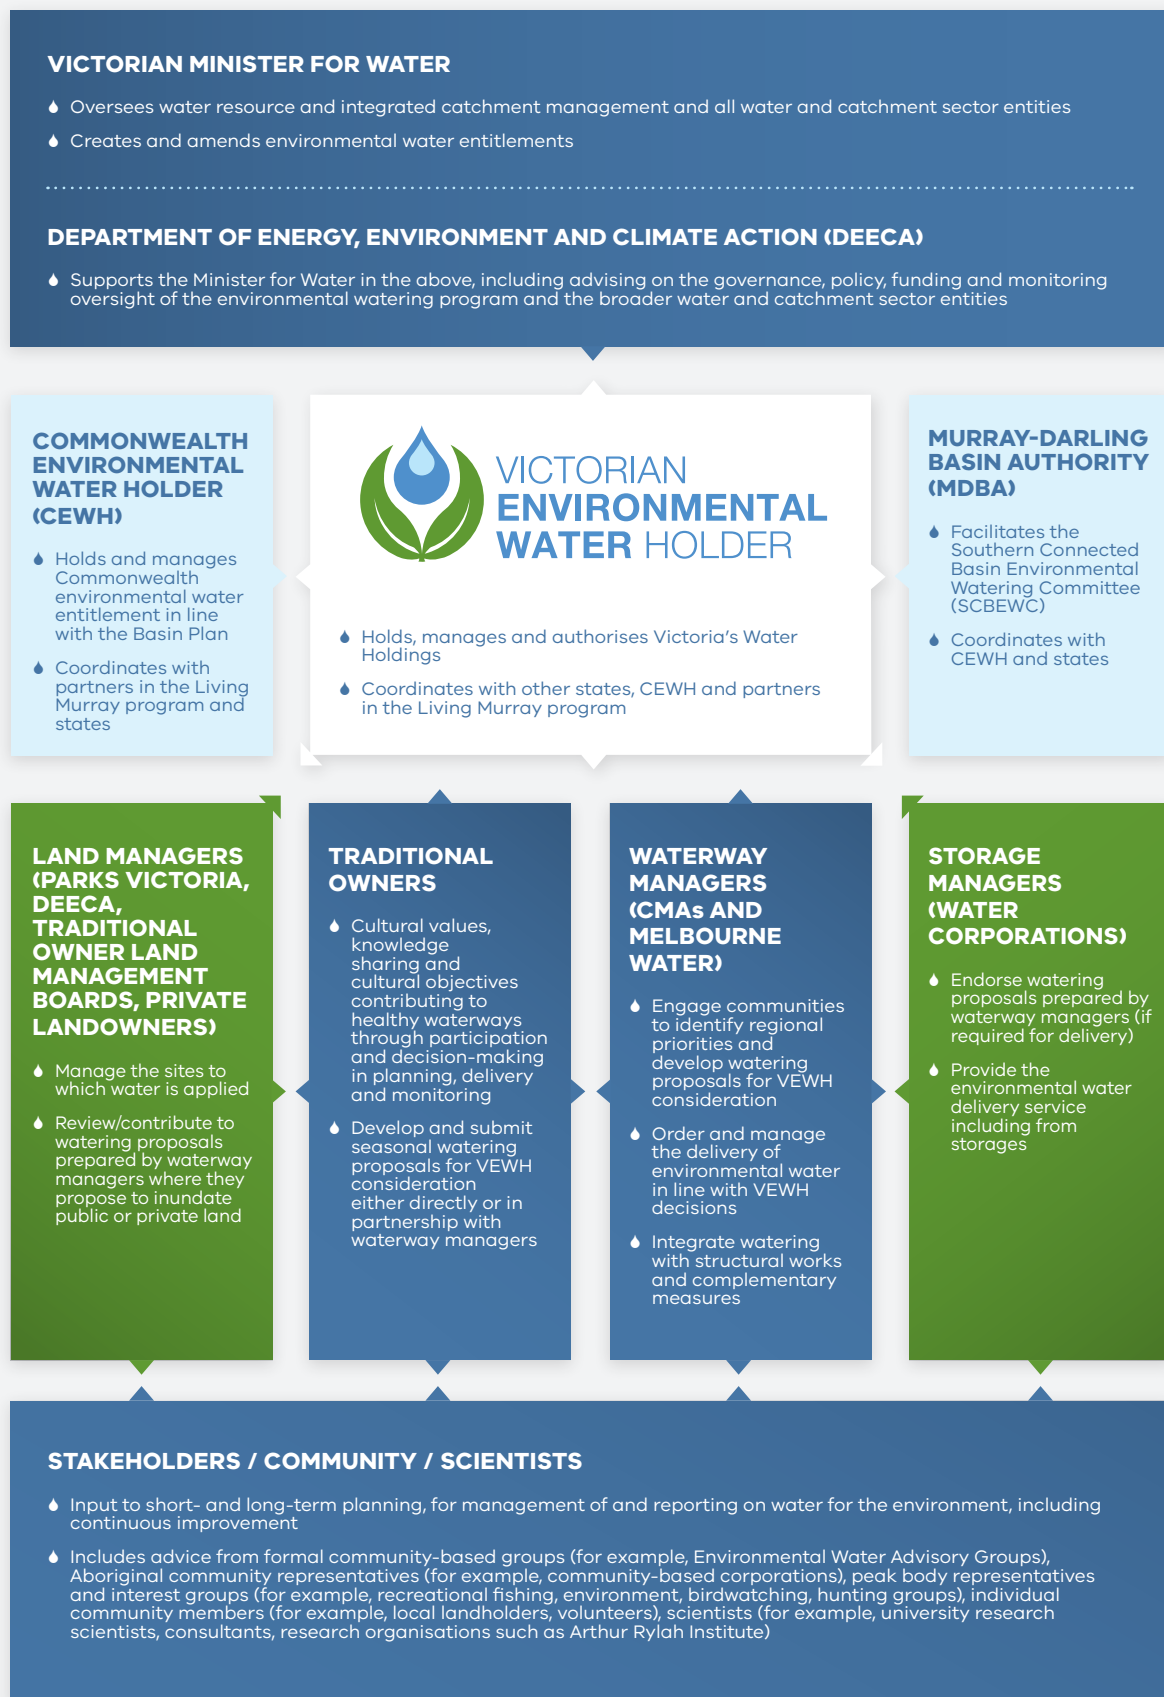 VICTORIAN MINISTER FOR WATER
Oversees water resource and integrated catchment management and all water and catchment sector entities
Creates and amends environmental water entitlements
DEPARTMENT OF ENERGY, ENVIRONMENT AND CLIMATE ACTION (DEECA)
Supports the Minister for Water in the above, including advising on the governance, policy, funding and monitoring
oversight of the environmental watering program and the broader water and catchment sector entities
COMMONWEALTH
ENVIRONMENTAL
WATER HOLDER
(CEWH)
Holds and manages
Commonwealth
environmental water
entitlement in line
with the Basin Plan
Coordinates with
partners in the Living
Murray program and
states
VICTORIAN
ENVIRONMENTAL
WATER HOLDER
Holds, manages and authorises Victoria's Water
Holdings
Coordinates with other states, CEWH and partners
in the Living Murray program
MURRAY-DARLING
BASIN AUTHORITY
(MDBA)
Facilitates the
Southern Connected
Basin Environmental
Watering Committee
(SCBEWC)
Coordinates with
CEWH and states
LAND MANAGERS
(PARKS VICTORIA,
DEECA,
TRADITIONAL
OWNER LAND
MANAGEMENT
BOARDS, PRIVATE
LANDOWNERS)
Manage the sites to
which water is applied
Review/contribute to
watering proposals
prepared by waterway
managers where they
propose to inundate
public or private land
TRADITIONAL
OWNERS
Cultural values,
knowledge
sharing and
cultural objectives
contributing to
healthy waterways
through participation
and decision-making
in planning, delivery
and monitoring
Develop and submit
seasonal watering
proposals for VEWH
consideration
either directly or in
partnership with
waterway managers
WATERWAY
MANAGERS
(CMAs AND
MELBOURNE
WATER)
Engage communities
to identify regional
priorities and
develop watering
proposals for VEWH
consideration
Order and manage
the delivery of
environmental water
in line with VEWH
decisions
Integrate watering
with structural works
and complementary
measures
STORAGE
MANAGERS
(WATER
CORPORATIONS)
Endorse watering
proposals prepared by
waterway managers (if
required for delivery)
Provide the
environmental water
delivery service
including from
storages
STAKEHOLDERS / COMMUNITY / SCIENTISTS
Input to short- and long-term planning, for management of and reporting on water for the environment, including
continuous improvement
Includes advice from formal community-based groups (for example, Environmental Water Advisory Groups),
Aboriginal community representatives (for example, community-based corporations), peak body representatives
and interest groups (for example, recreational fishing, environment, birdwatching, hunting groups), individual
community members (for example, local landholders, volunteers), scientists (for example, university research
scientists, consultants, research organisations such as Arthur Rylah Institute)